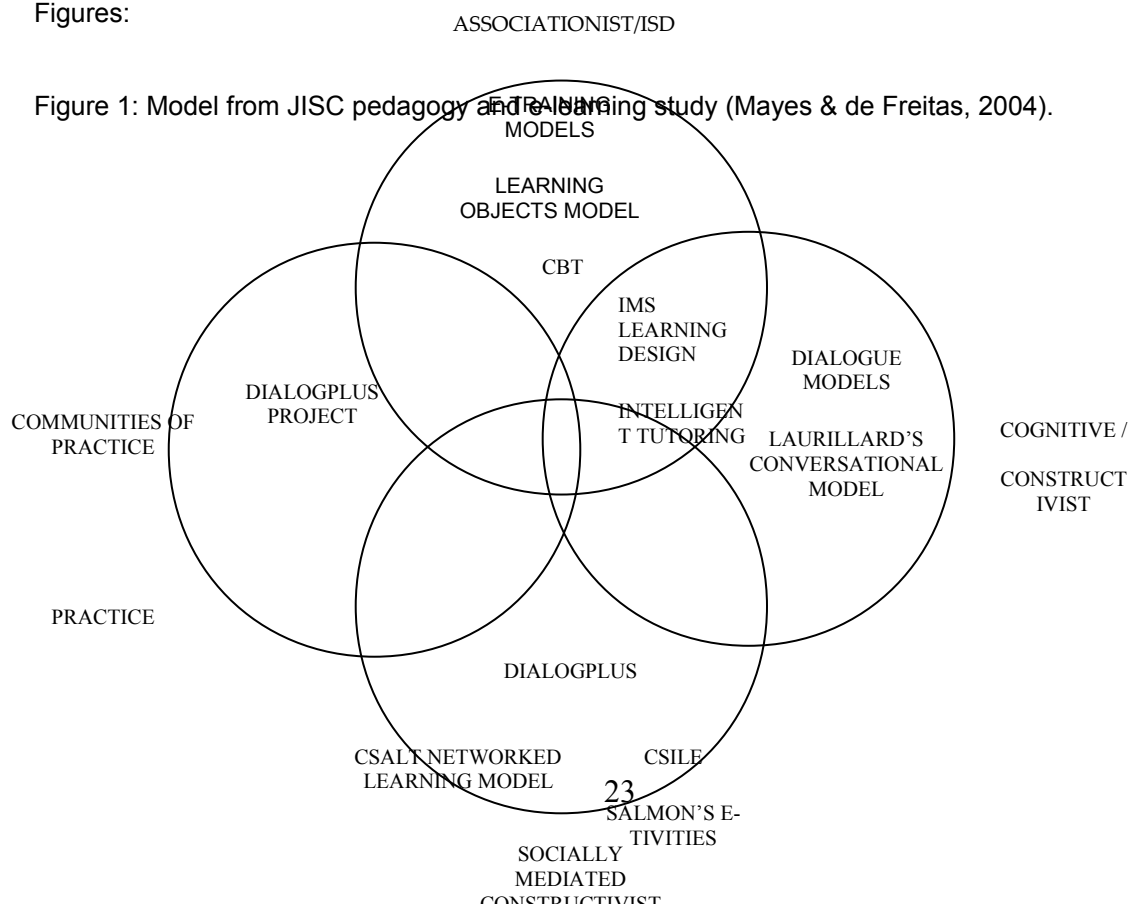 Figures:
ASSOCIATIONIST/ISD
Figure 1: Model from JISC pedagogy and e-learning study (Mayes & de Freitas, 2004).
E-TRAINING
MODELS
LEARNING
OBJECTS MODEL
CBT
IMS
LEARNING
DESIGN
DIALOGUE
MODELS
DIALOGPLUS
PROJECT
COMMUNITIES OF
PRACTICE
INTELLIGEN
T TUTORING
LAURILLARD'S
CONVERSATIONAL
MODEL
COGNITIVE /
CONSTRUCT
IVIST
PRACTICE
DIALOGPLUS
CSALT NETWORKED
LEARNING MODEL
CSILE
23
SALMON'S E-
TIVITIES
SOCIALLY
MEDIATED
CONSTRUCTIVIST